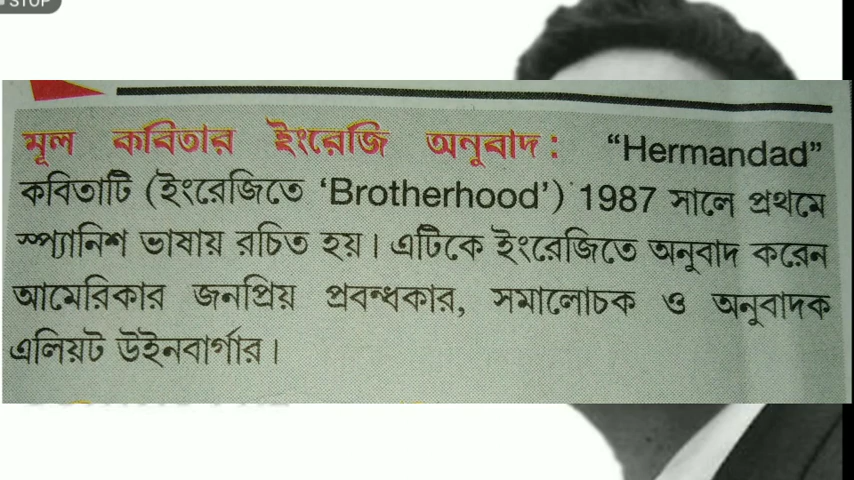 STOP
মূল কবিতার ইংরেজি অনুবাদ : “Hermandad”
কবিতাটি (ইংরেজিতে ‘Brotherhood’) 1987 সালে প্রথমে
স্প্যানিশ ভাষায় রচিত হয়। এটিকে ইংরেজিতে অনুবাদ করেন
আমেরিকার জনপ্রিয় প্রবন্ধকার, সমালোচক ও অনুবাদক
এলিয়ট উইনবার্গার।